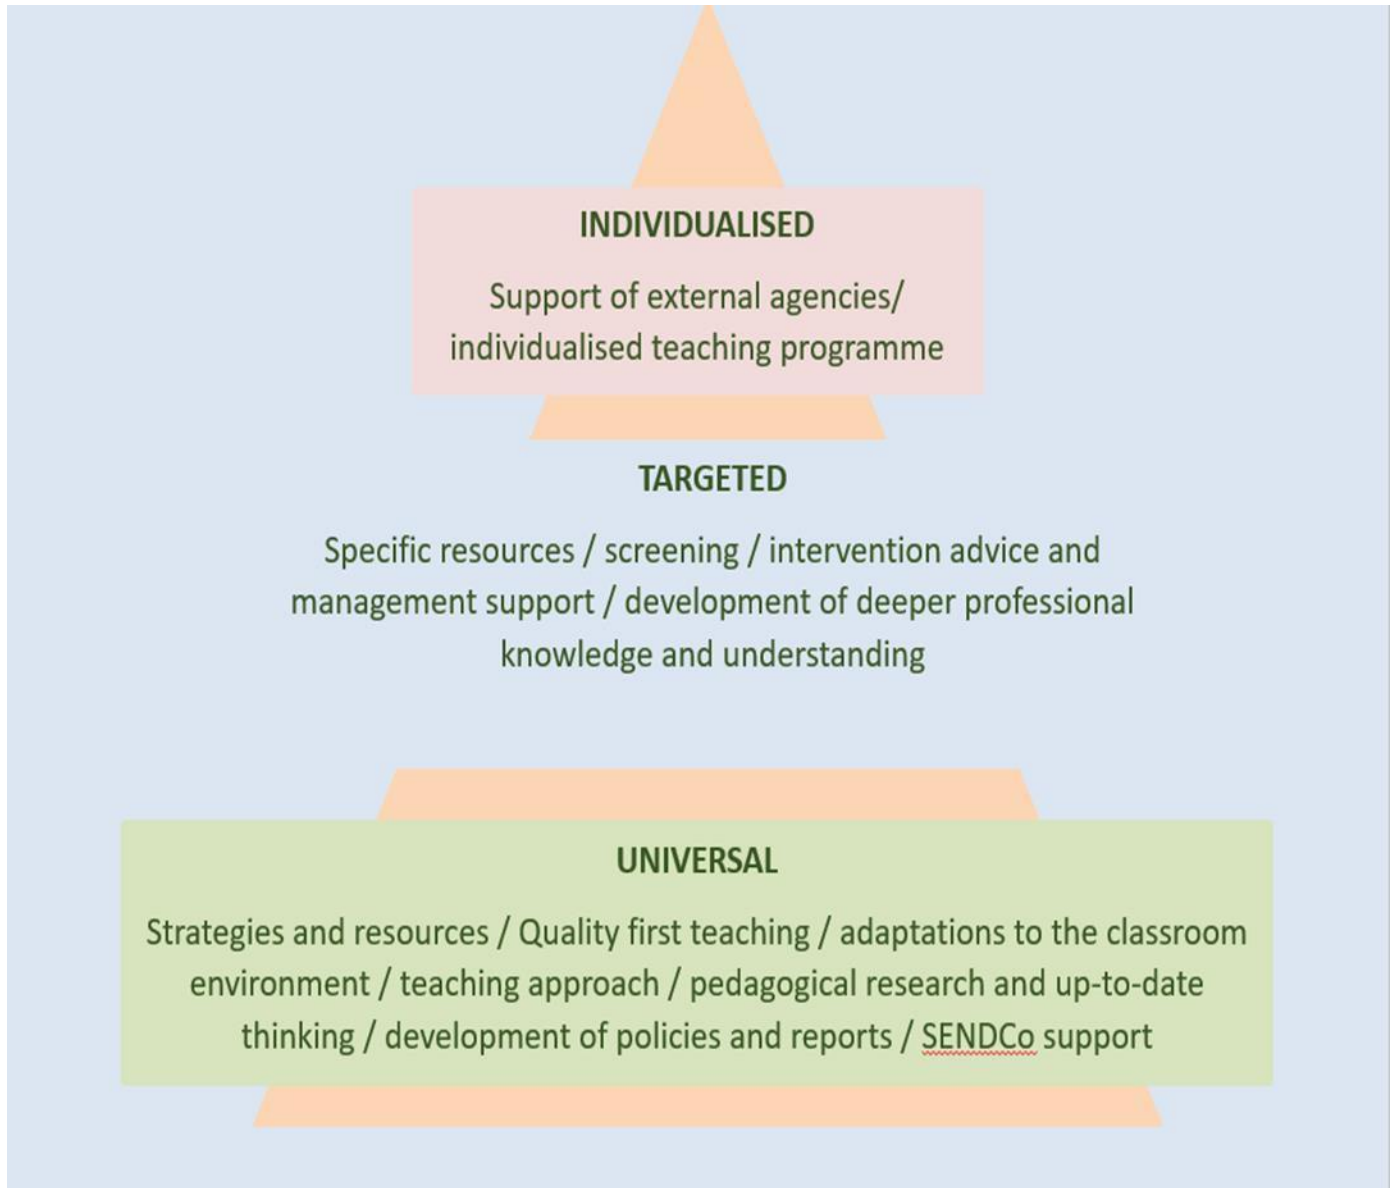 INDIVIDUALISED
Support of external agencies/
individualised teaching programme
TARGETED
Specific resources / screening / intervention advice and
management support / development of deeper professional
knowledge and understanding
UNIVERSAL
Strategies and resources / Quality first teaching / adaptations to the classroom
environment / teaching approach / pedagogical research and up-to-date
thinking / development of policies and reports / SENDCo support